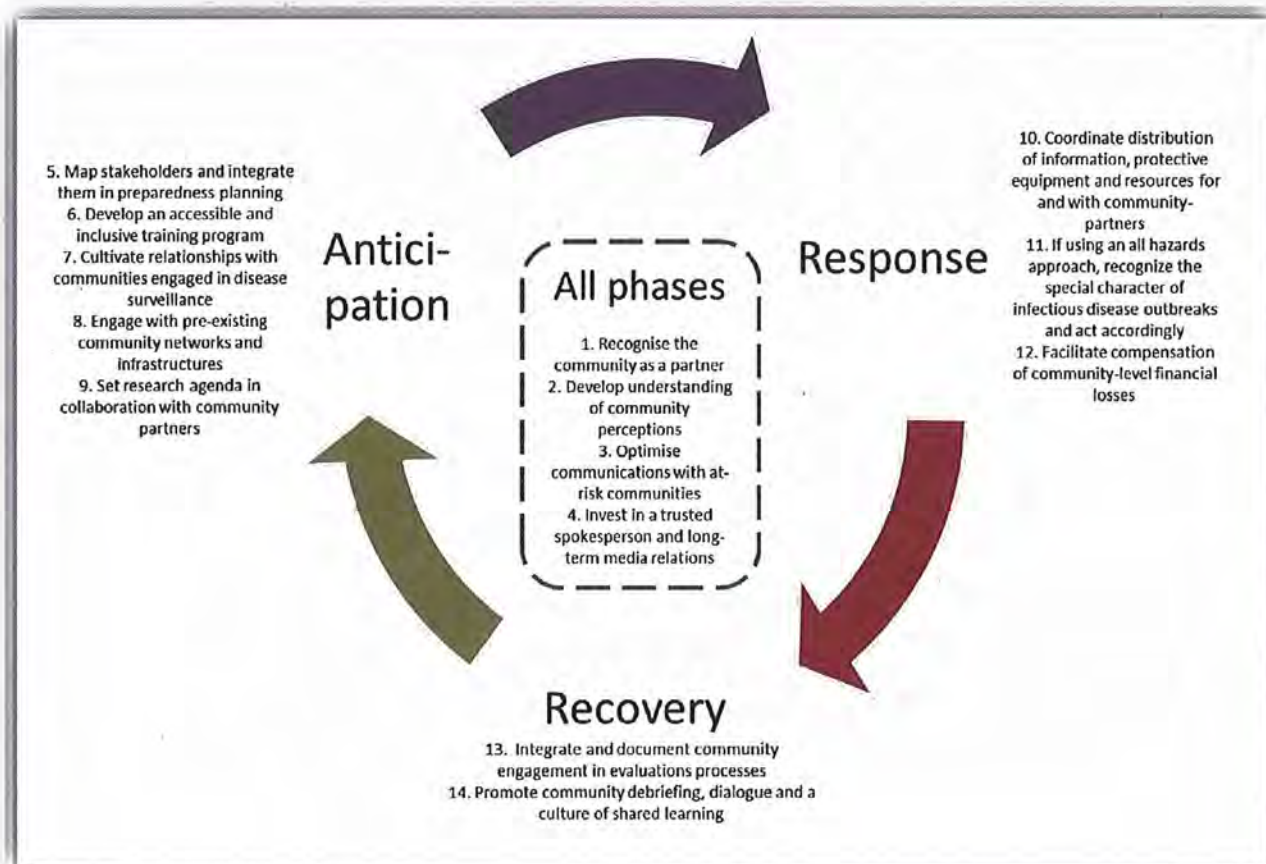 5. Map stakeholders and integrate
them in preparedness planning
6. Develop an accessible and
inclusive training program
7. Cultivate relationships with
communities engaged in disease
surveillance
8. Engage with pre-existing
community networks and
infrastructures
9. Set research agenda in
collaboration with community
partners
Antici-
pation
All phases
1. Recognise the
community as a partner
2. Develop understanding
of community
perceptions
3. Optimise
communications with at-
risk communities
4. Invest in a trusted
spokesperson and long-
term media relations
Response
10. Coordinate distribution
of information, protective
equipment and resources for
and with community-
partners
11. If using an all hazards
approach, recognize the
special character of
infectious disease outbreaks
and act accordingly
12. Facilitate compensation
of community-level financial
losses
Recovery
13. Integrate and document community
engagement in evaluations processes
14. Promote community debriefing, dialogue and a
culture of shared learning